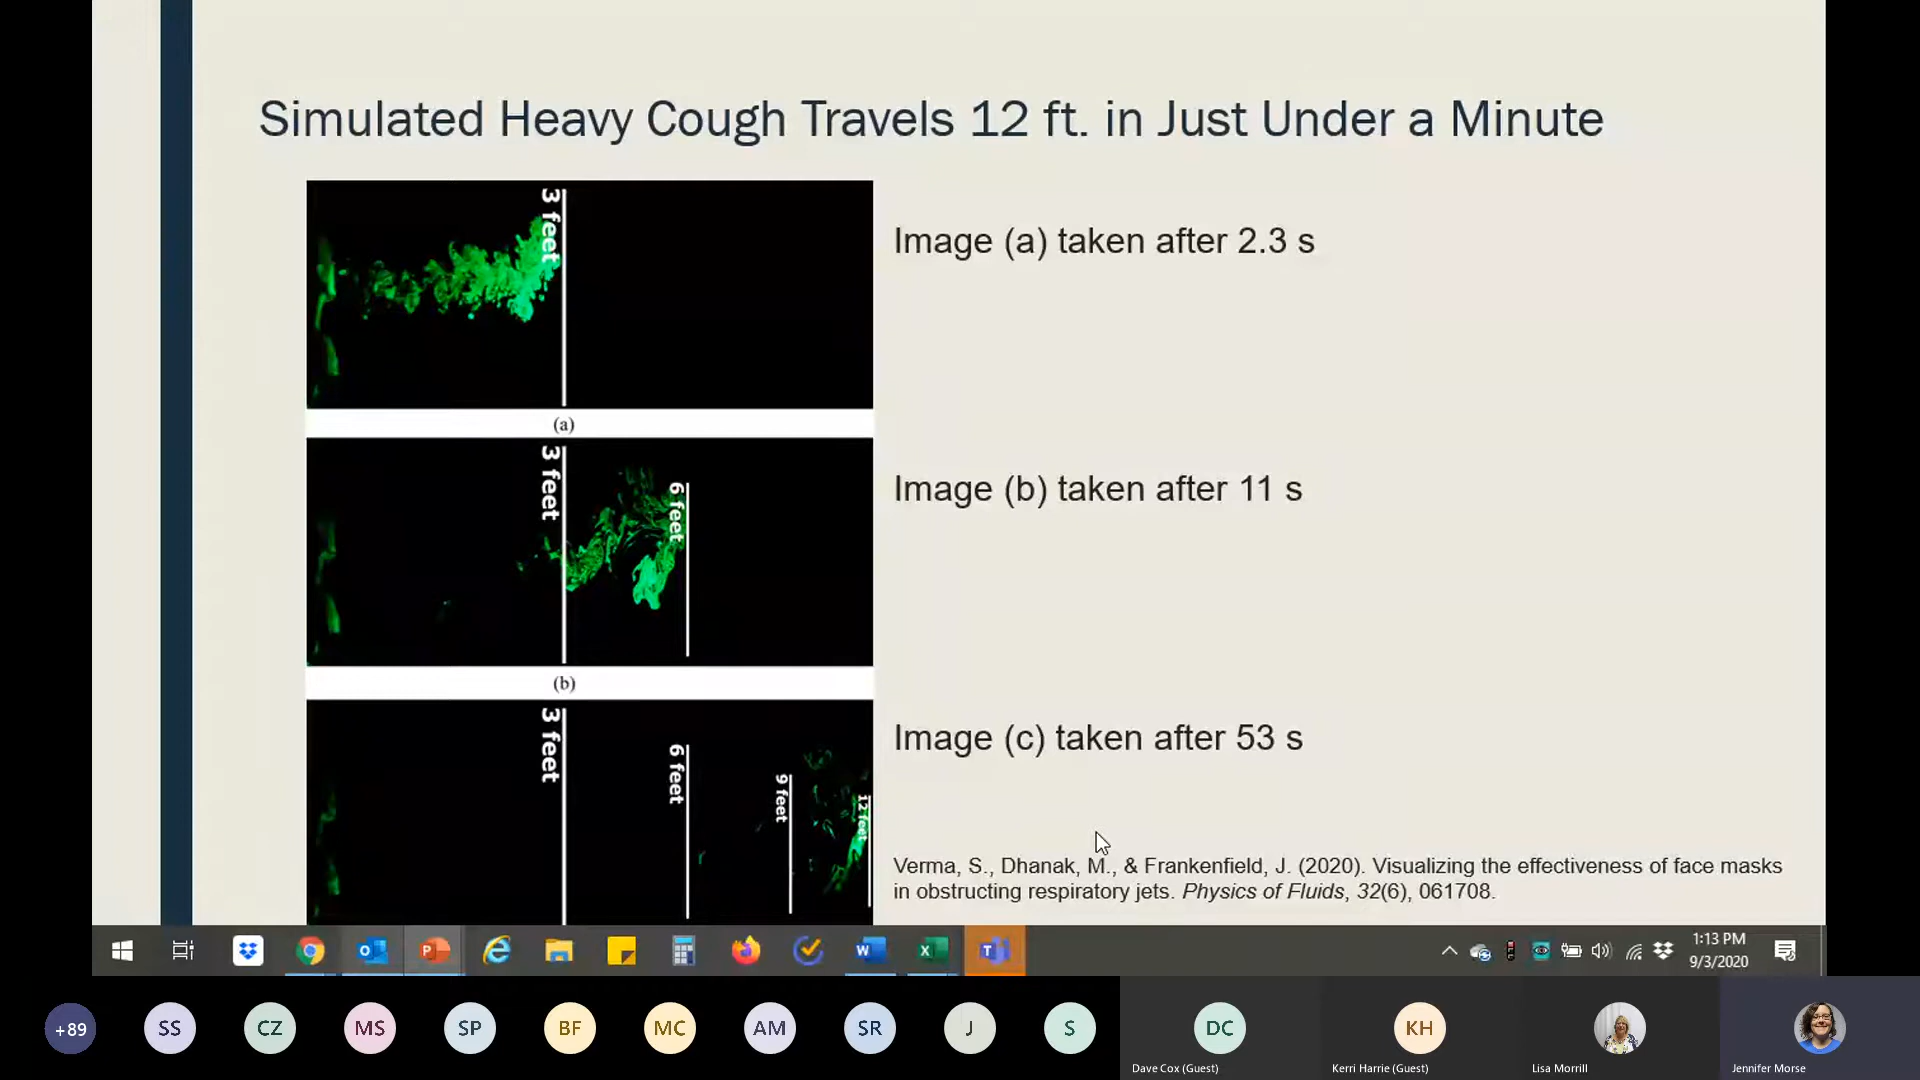 Simulated Heavy Cough Travels 12 ft. in Just Under a Minute
3 feet
Image (a) taken after 2.3 s
(a)
3 feet
6 feet
Image (b) taken after 11 s
(b)
3 feet
6 feet
9 feet
12 feet
Image (c) taken after 53 s
Verma, S., Dhanak, M., & Frankenfield, J. (2020). Visualizing the effectiveness of face masks
in obstructing respiratory jets. Physics of Fluids, 32(6), 061708.
1:13 PM
9/3/2020
+89
SS
CZ
MS
SP
BF
MC
AM
SR
J
S
DC
KH
Dave Cox (Guest)
Kerri Harrie (Guest)
Lisa Morrill
Jennifer Morse